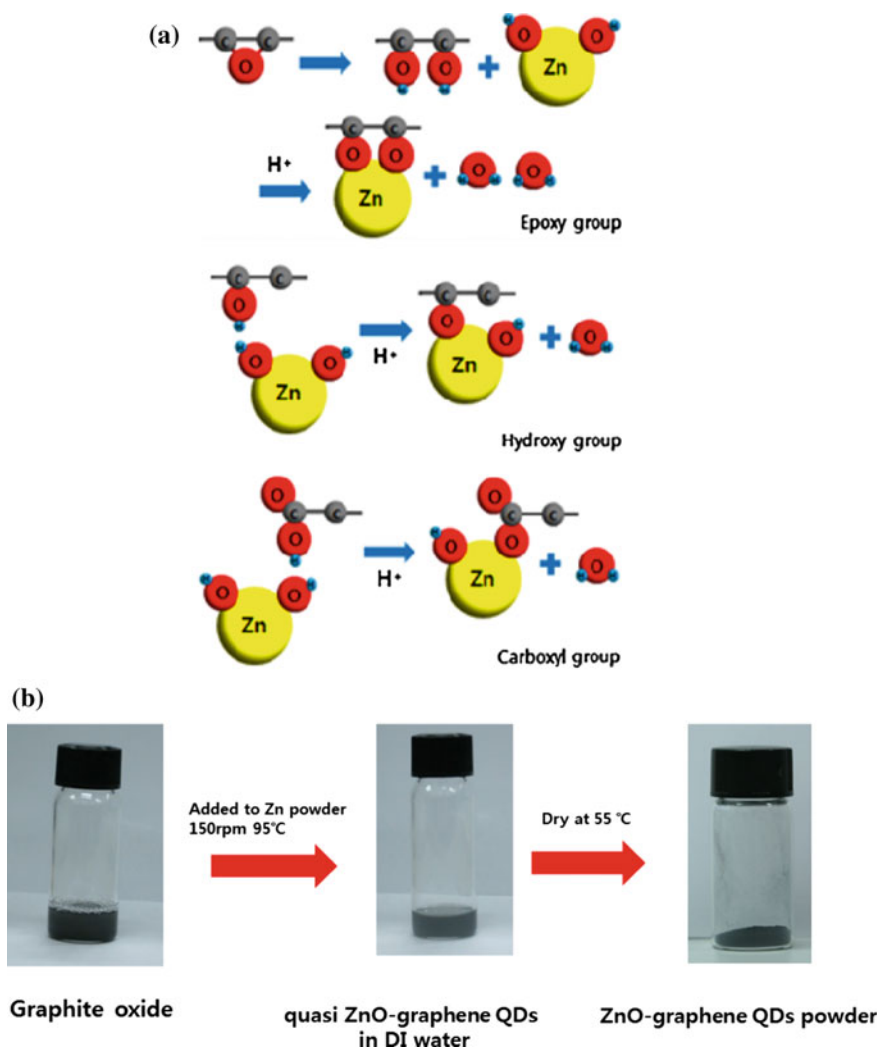 (a)
C C
O
O O
H H
H H
O O
Zn
H+
C C
O O
Zn
O O
H H H H
Epoxy group
C C
O
H
H H
O O
Zn
H+
C C
O
H
O
Zn
O
H H
Hydroxy group
O
C C
O
H
H H
O O
Zn
H+
O
C C
H
O O
Zn
O
H H
Carboxyl group
(b)
Added to Zn powder
150rpm 95℃
Dry at 55 ℃
Graphite oxide
quasi ZnO-graphene QDs
in DI water
ZnO-graphene QDs powder